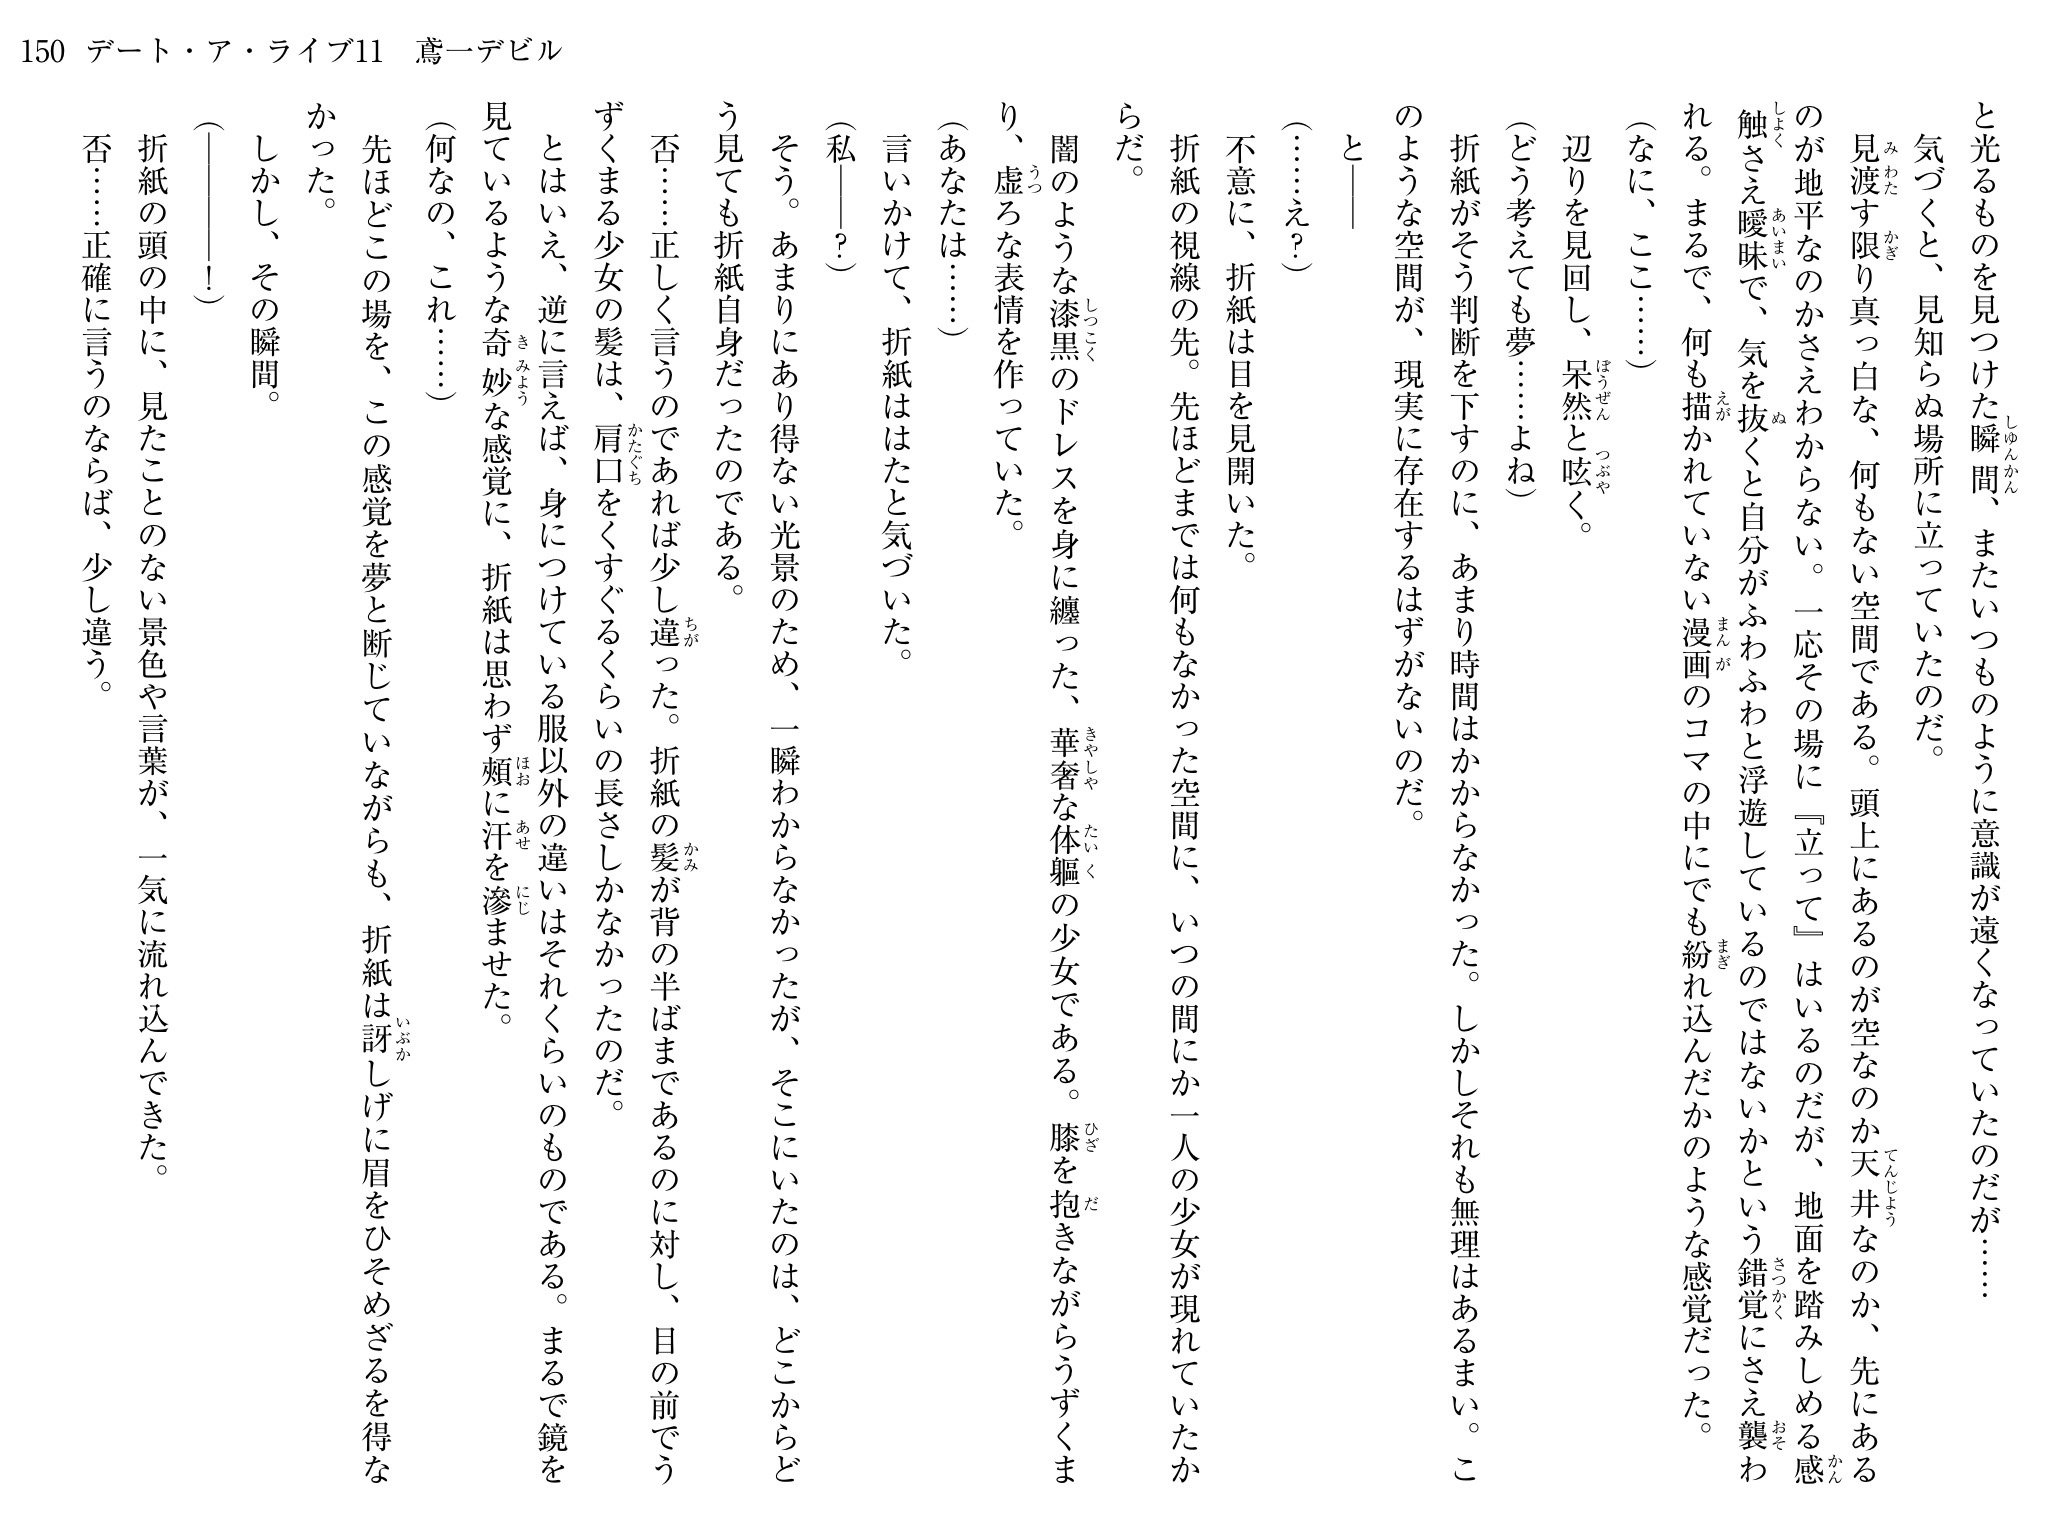 150 デート・ア・ライブ11　鳶一デビル
と光るものを見つけた瞬間、またいつものように意識が遠くなっていたのだが……
　気づくと、見知らぬ場所に立っていたのだ。
　見渡す限り真っ白な、何もない空間である。頭上にあるのが空なのか天井なのか、先にある
のが地平なのかさえわからない。一応その場に『立って』はいるのだが、地面を踏みしめる感
触さえ曖昧で、気を抜くと自分がふわふわと浮遊しているのではないかという錯覚にさえ襲わ
れる。まるで、何も描かれていない漫画のコマの中にでも紛れ込んだかのような感覚だった。
（なに、ここ……）
　辺りを見回し、呆然と呟く。
（どう考えても夢……よね）
　折紙がそう判断を下すのに、あまり時間はかからなかった。しかしそれも無理はあるまい。こ
のような空間が、現実に存在するはずがないのだ。
　と――
（……え？）
　不意に、折紙は目を見開いた。
　折紙の視線の先。先ほどまでは何もなかった空間に、いつの間にか一人の少女が現れていたか
らだ。
　闇のような漆黒のドレスを身に纏った、華奢な体軀の少女である。膝を抱きながらうずくま
り、虚ろな表情を作っていた。
（あなたは……）
　言いかけて、折紙ははたと気づいた。
（私――？）
　そう。あまりにあり得ない光景のため、一瞬わからなかったが、そこにいたのは、どこからど
う見ても折紙自身だったのである。
　否……正しく言うのであれば少し違った。折紙の髪が背の半ばまであるのに対し、目の前でう
ずくまる少女の髪は、肩口をくすぐるくらいの長さしかなかったのだ。
　とはいえ、逆に言えば、身につけている服以外の違いはそれくらいのものである。まるで鏡を
見ているような奇妙な感覚に、折紙は思わず頰に汗を滲ませた。
（何なの、これ……）
　先ほどこの場を、この感覚を夢と断じていながらも、折紙は訝しげに眉をひそめざるを得な
かった。
　しかし、その瞬間。
（――――！）
　折紙の頭の中に、見たことのない景色や言葉が、一気に流れ込んできた。
　否……正確に言うのならば、少し違う。